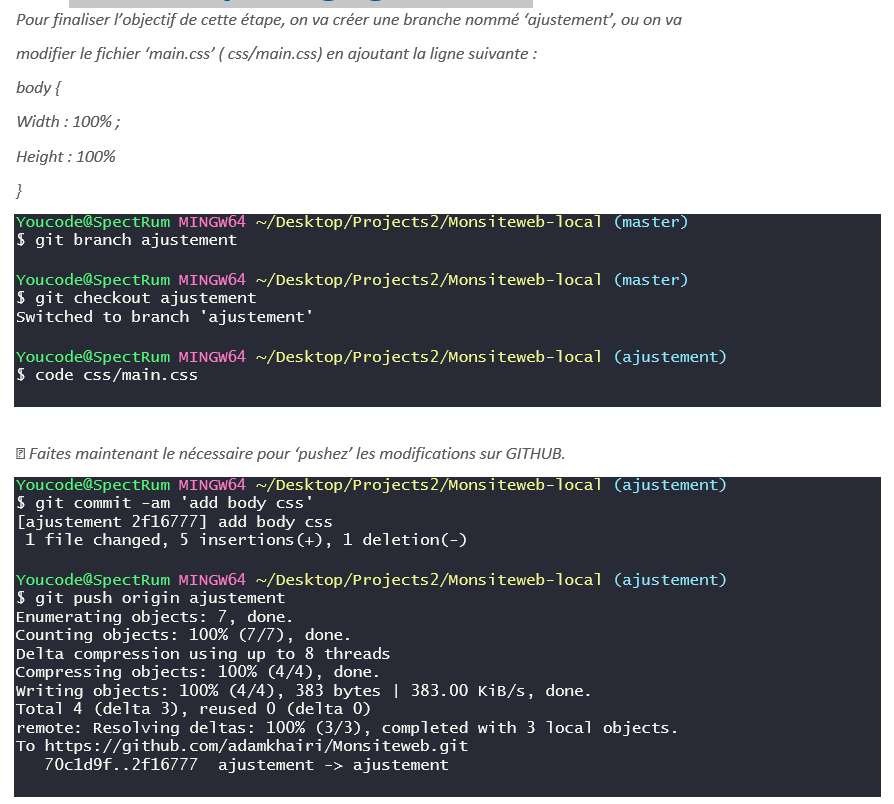 Pour finaliser l’objectif de cette étape, on va créer une branche nommé ‘ajustement’, ou on va
modifier le fichier ‘main.css’ ( css/main.css) en ajoutant la ligne suivante :
body {
Width : 100% ;
Height : 100%
}
Youcode@SpectRum MINGW64 ~/Desktop/Projects2/Monsiteweb-local (master)
$ git branch ajustement
Youcode@SpectRum MINGW64 ~/Desktop/Projects2/Monsiteweb-local (master)
$ git checkout ajustement
Switched to branch 'ajustement'
Youcode@SpectRum MINGW64 ~/Desktop/Projects2/Monsiteweb-local (ajustement)
$ code css/main.css
Faites maintenant le nécessaire pour ‘pushez’ les modifications sur GITHUB.
Youcode@SpectRum MINGW64 ~/Desktop/Projects2/Monsiteweb-local (ajustement)
$ git commit -am 'add body css'
[ajustement 2f16777] add body css
1 file changed, 5 insertions(+), 1 deletion(-)
Youcode@SpectRum MINGW64 ~/Desktop/Projects2/Monsiteweb-local (ajustement)
$ git push origin ajustement
Enumerating objects: 7, done.
Counting objects: 100% (7/7), done.
Delta compression using up to 8 threads
Compressing objects: 100% (4/4), done.
Writing objects: 100% (4/4), 383 bytes | 383.00 KiB/s, done.
Total 4 (delta 3), reused 0 (delta 0)
remote: Resolving deltas: 100% (3/3), completed with 3 local objects.
To https://github.com/adamkhairi/Monsiteweb.git
70c1d9f..2f16777  ajustement -> ajustement